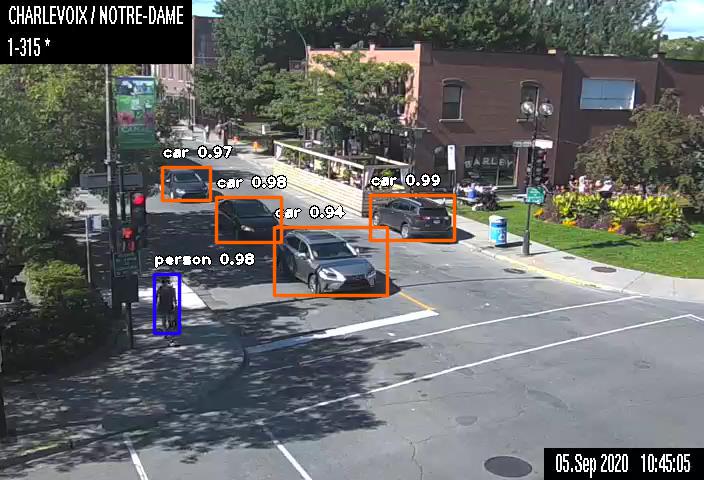 CHARLEVOIX / NOTRE-DAME
1-315 *
car 0.97
car 0.98
car 0.99
car 0.94
person 0.98
BARLEY
05.Sep 2020 10:45:05